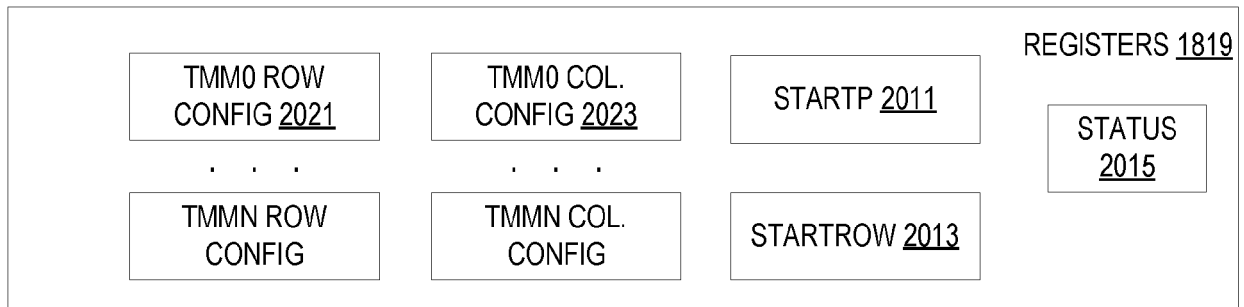 REGISTERS 1819
TMM0 ROW
CONFIG 2021
TMM0 COL.
CONFIG 2023
STARTP 2011
STATUS
2015
. . .
. . .
TMMN ROW
CONFIG
TMMN COL.
CONFIG
STARTROW 2013